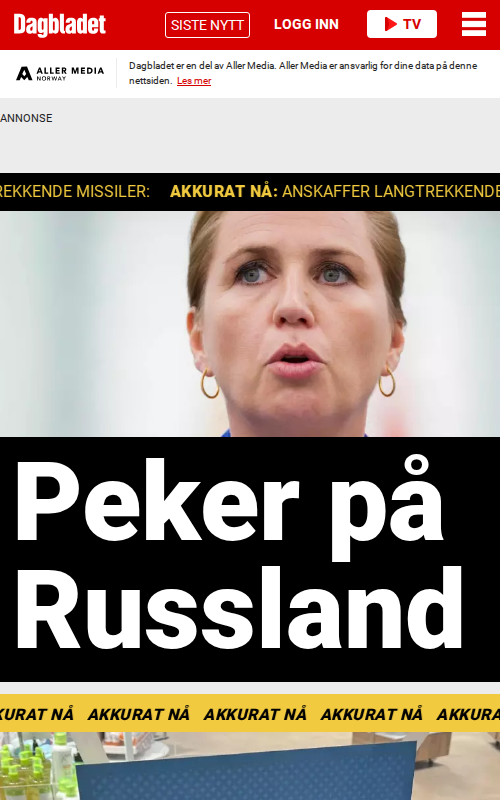 Dagbladet
SISTE NYTT
LOGG INN
TV
ALLER MEDIA
NORWAY
Dagbladet er en del av Aller Media. Aller Media er ansvarlig for dine data på denne
nettsiden. Les mer
ANNONSE
REKKENDE MISSILER: AKKURAT NÅ: ANSKAFFER LANGTREKKENDE
Peker på
Russland
KURAT NÅ AKKURAT NÅ AKKURAT NÅ AKKURAT NÅ AKKURA